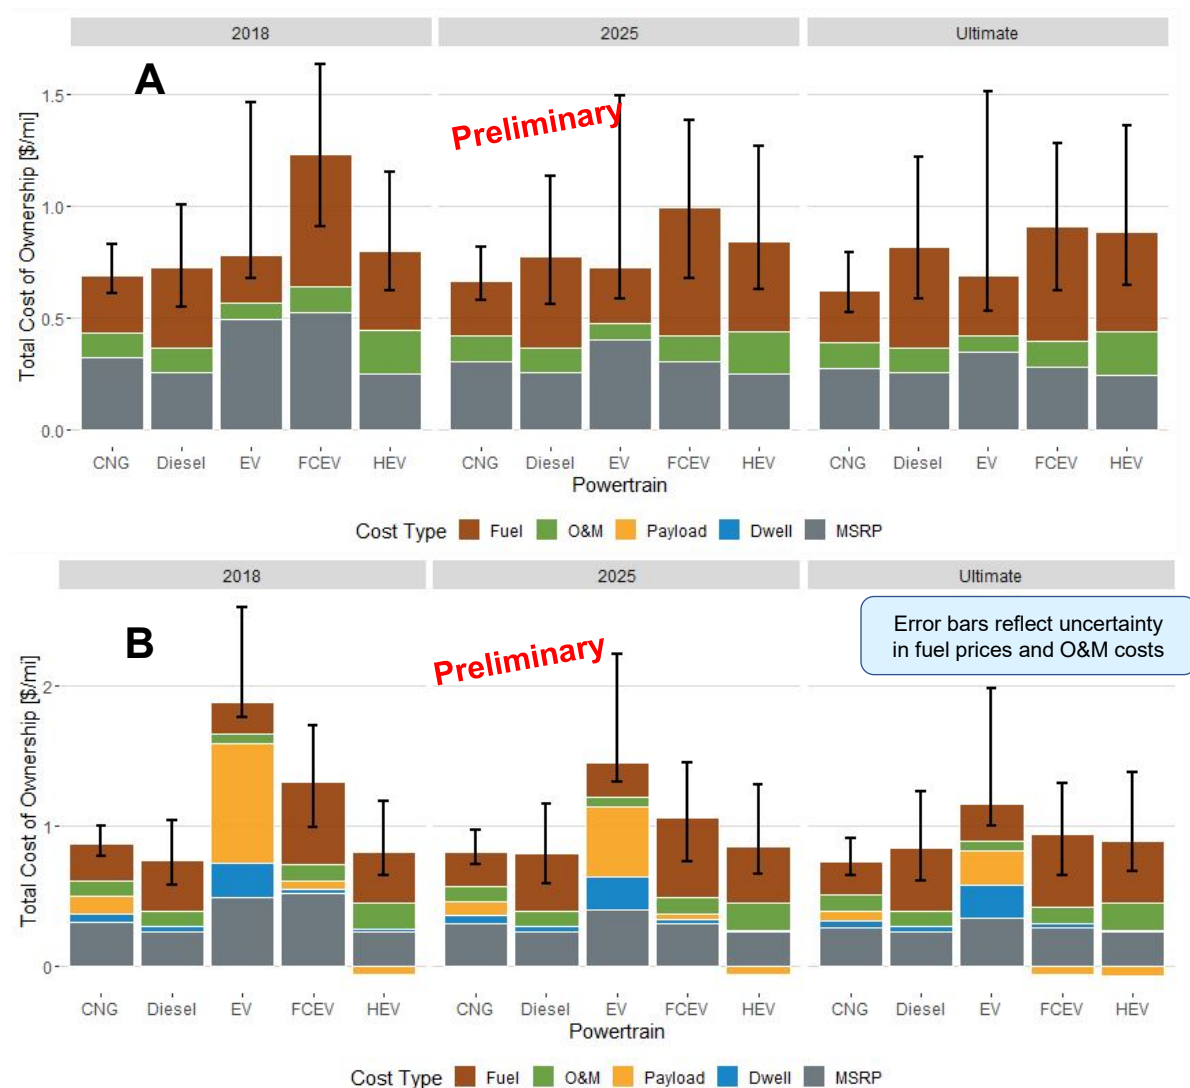 2018 2025 Ultimate
A
Preliminary
Total Cost of Ownership [$/mi]
1.5
1.0
0.5
0.0
CNG Diesel EV FCEV HEV CNG Diesel EV FCEV HEV CNG Diesel EV FCEV HEV
Powertrain
Cost Type Fuel O&M Payload Dwell MSRP
2018 2025 Ultimate
Error bars reflect uncertainty
in fuel prices and O&M costs
B
Preliminary
Total Cost of Ownership [$/mi]
2
1
0
CNG Diesel EV FCEV HEV CNG Diesel EV FCEV HEV CNG Diesel EV FCEV HEV
Powertrain
Cost Type Fuel O&M Payload Dwell MSRP